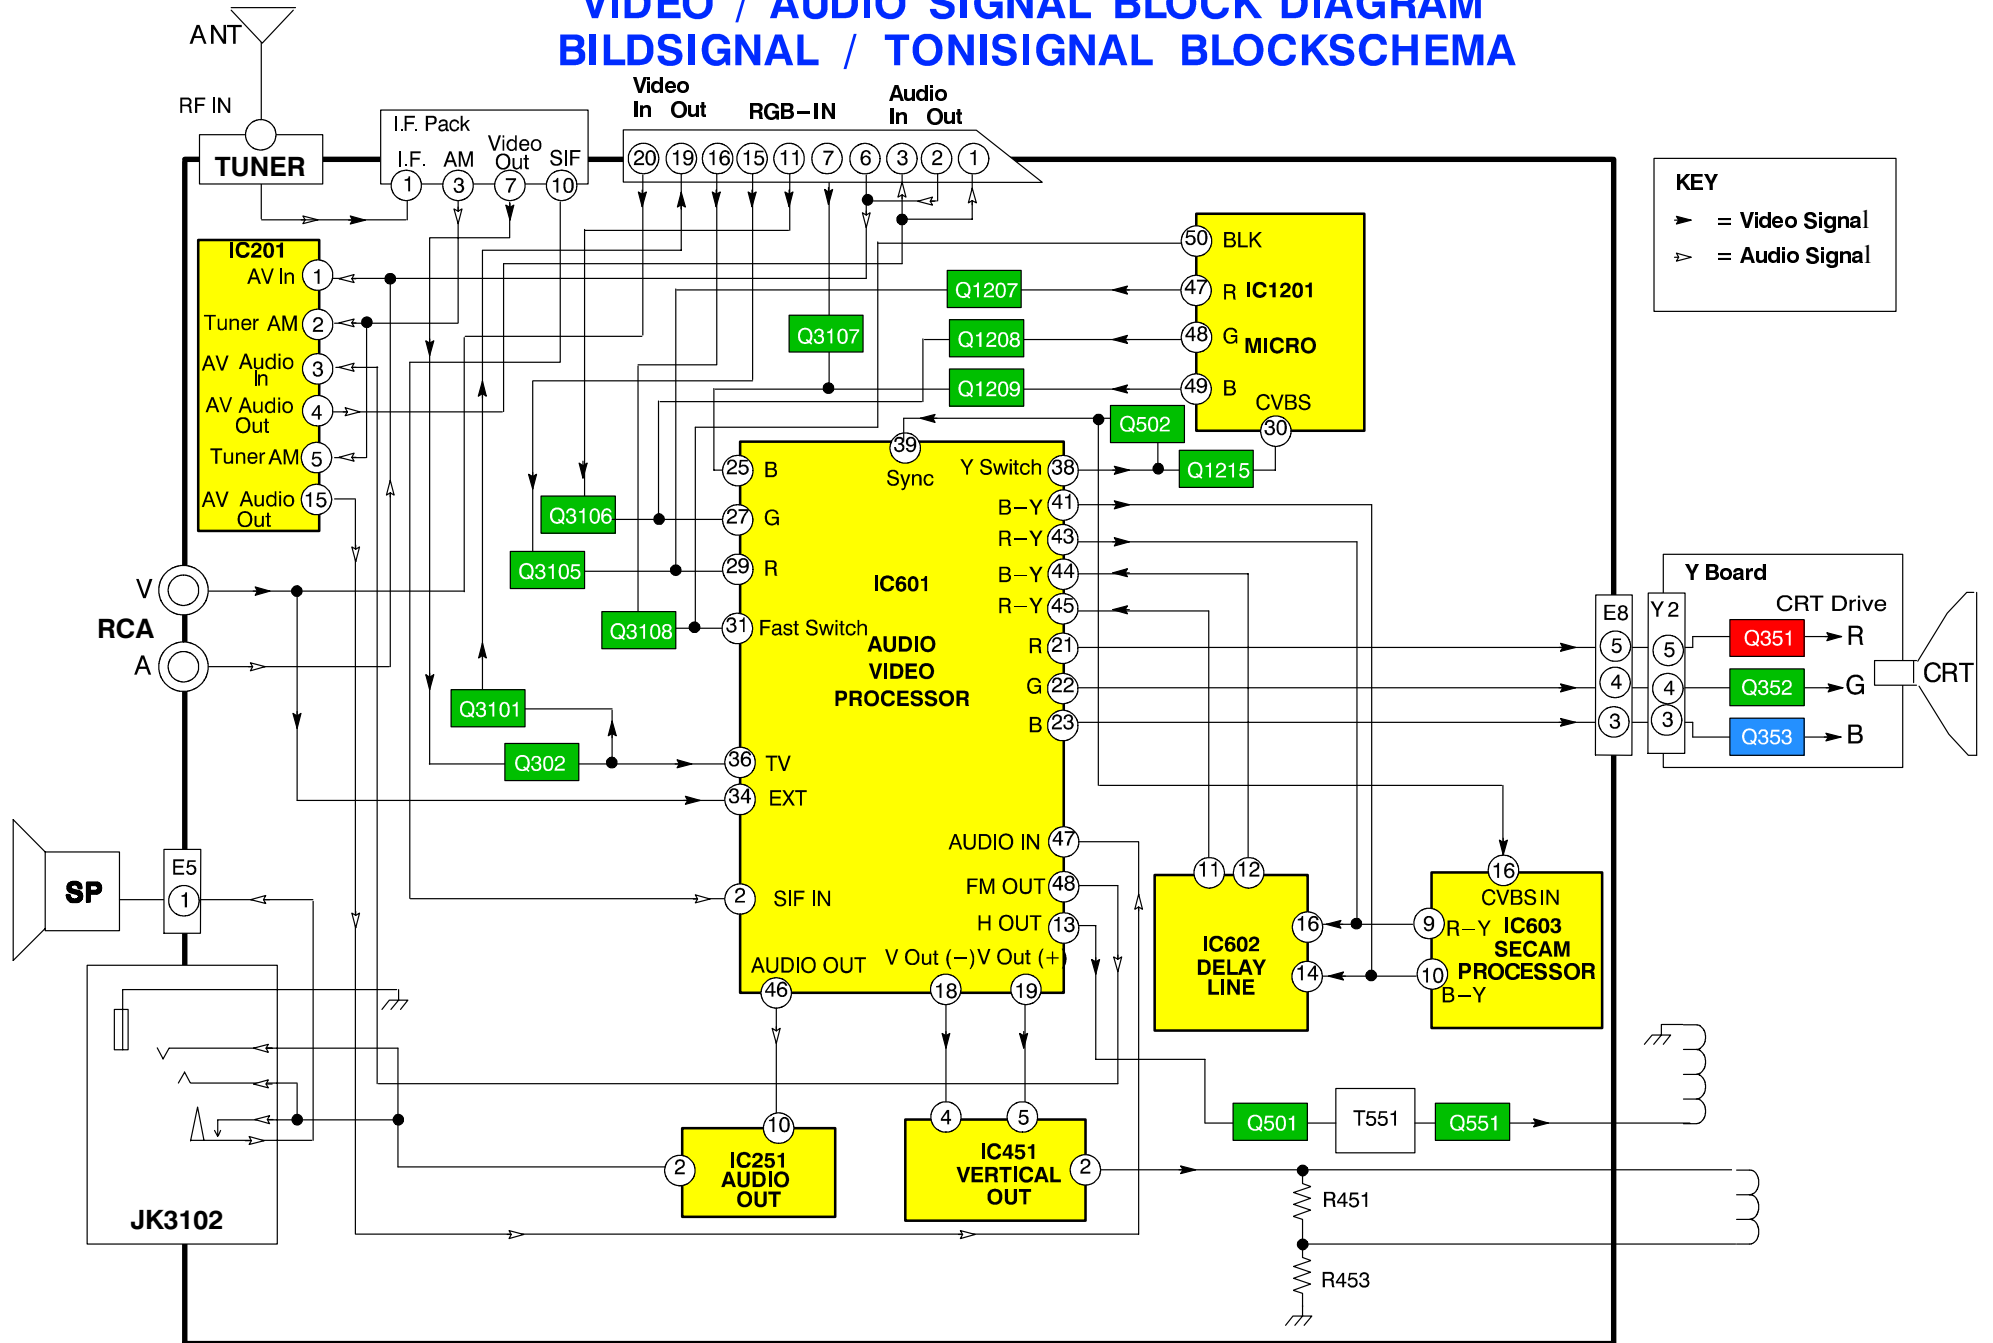 VIDEO / AUDIO SIGNAL BLOCK DIAGRAM
BILDSIGNAL / TONISIGNAL BLOCKSCHEMA
ANT
RF IN
TUNER
I.F. Pack
I.F.
AM
Video
Out
SIF
1
3
7
10
Video
In Out
RGB-IN
Audio
In Out
20
19
16
15
11
7
6
3
2
1
KEY
= Video Signal
= Audio Signal
IC201
AV In
1
Tuner AM
2
AV Audio
In
3
AV Audio
Out
4
Tuner AM
5
AV Audio
Out
15
V
RCA
A
50
BLK
47
R
IC1201
48
G
MICRO
49
B
CVBS
30
Q1207
Q1208
Q1209
Q3107
Q502
Q1215
Q3106
Q3105
Q3108
Q3101
Q302
39
Sync
25
B
27
G
29
R
31
Fast Switch
36
TV
34
EXT
2
SIF IN
IC601
AUDIO
VIDEO
PROCESSOR
Y Switch
38
B-Y
41
R-Y
43
B-Y
44
R-Y
45
R
21
G
22
B
23
AUDIO IN
47
FM OUT
48
H OUT
13
AUDIO OUT
46
V Out (-)
18
V Out (+)
19
E8
5
4
3
Y2
5
4
3
Y Board
CRT Drive
Q351
R
Q352
G
Q353
B
CRT
SP
E5
1
JK3102
11
12
16
14
IC602
DELAY
LINE
16
CVBS IN
9
R-Y
10
B-Y
IC603
SECAM
PROCESSOR
10
2
IC251
AUDIO
OUT
4
5
2
IC451
VERTICAL
OUT
Q501
T551
Q551
R451
R453